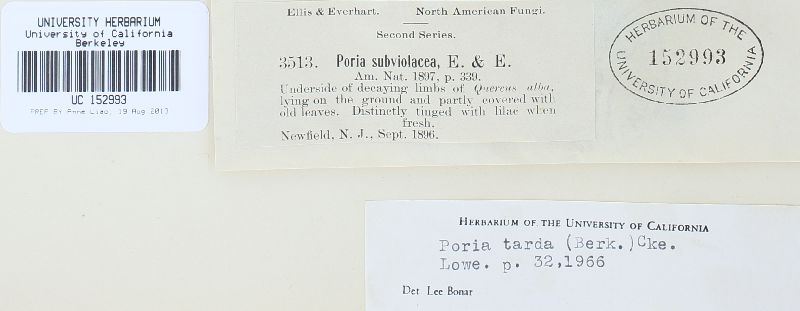 UNIVERSITY HERBARIUM
University of California
Berkeley
UC 152993
PREP BY Anne Liao, 19 Aug 2013
Ellis & Everhart. North American Fungi.
Second Series.
3513. Poria subviolacea, E. & E.
Am. Nat. 1897, p. 339.
Underside of decaying limbs of Quercus alba,
lying on the ground and partly covered with
old leaves. Distinctly tinged with lilac when
fresh.
Newfield, N. J., Sept. 1896.
HERBARIUM OF THE
152993
UNIVERSITY OF CALIFORNIA
HERBARIUM OF THE UNIVERSITY OF CALIFORNIA
Poria tarda (Berk.)Cke.
Lowe. p. 32,1966
Det Lee Bonar